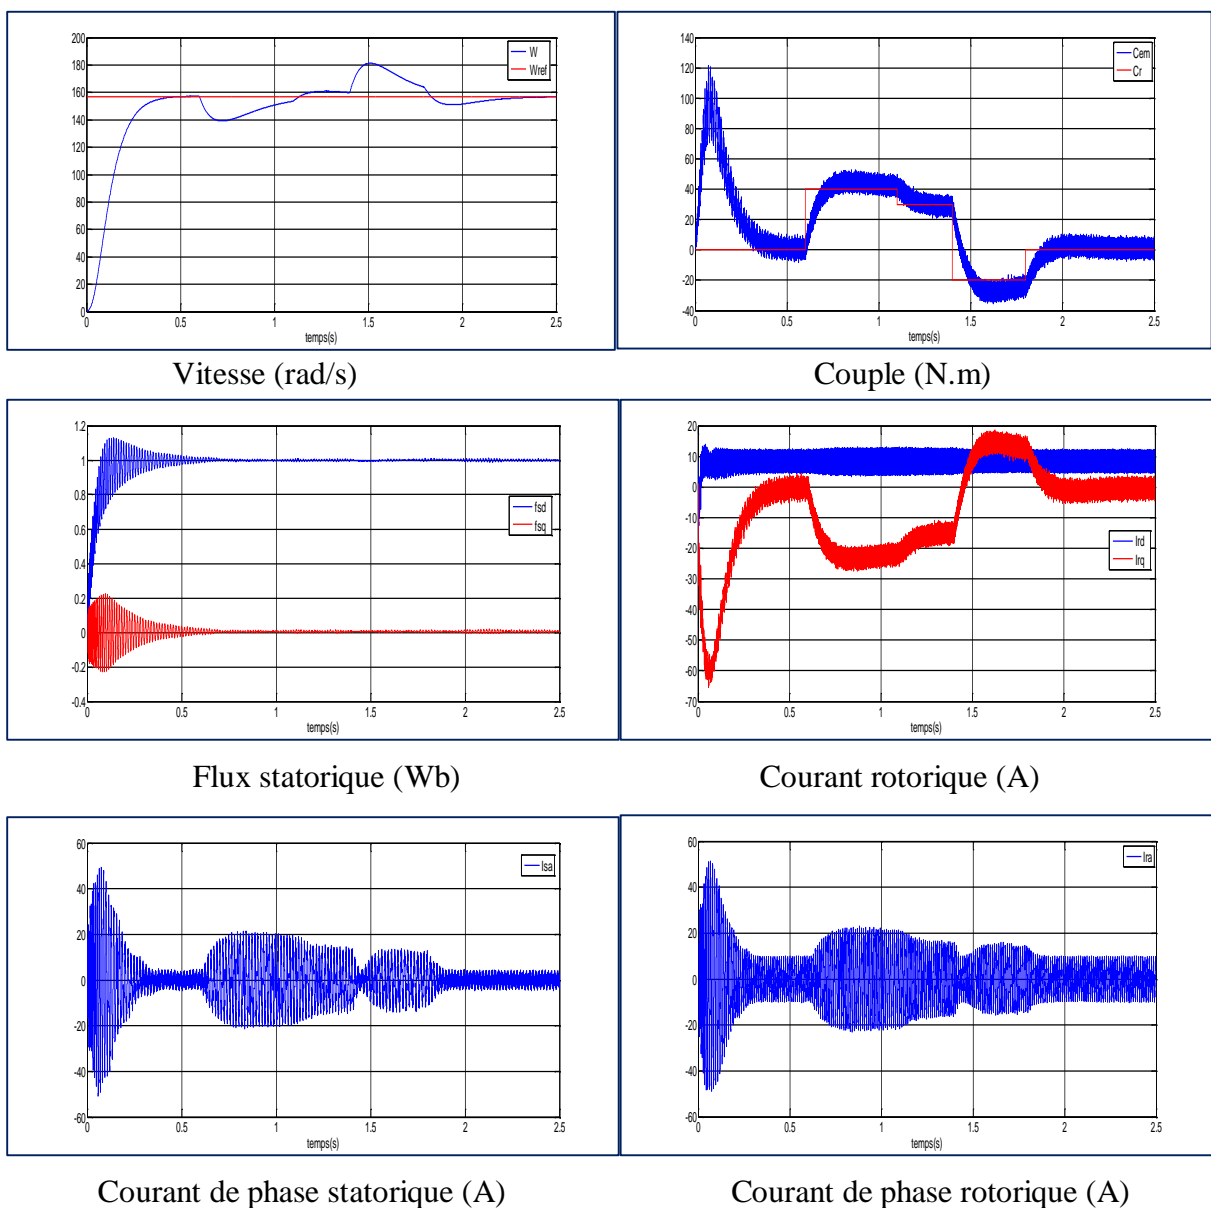 200
180
160
140
120
100
80
60
40
20
0
0 0.5 1 1.5 2 2.5
temps(s)
W
Wref
Vitesse (rad/s)
140
120
100
80
60
40
20
0
-20
-40
0 0.5 1 1.5 2 2.5
temps(s)
Cem
Cr
Couple (N.m)
1.2
1
0.8
0.6
0.4
0.2
0
-0.2
-0.4
0 0.5 1 1.5 2 2.5
temps(s)
fsd
fsq
Flux statorique (Wb)
20
10
0
-10
-20
-30
-40
-50
-60
-70
0 0.5 1 1.5 2 2.5
temps(s)
Ird
Irq
Courant rotorique (A)
60
40
20
0
-20
-40
-60
0 0.5 1 1.5 2 2.5
temps(s)
Isa
Courant de phase statorique (A)
60
40
20
0
-20
-40
-60
0 0.5 1 1.5 2 2.5
temps(s)
Ira
Courant de phase rotorique (A)